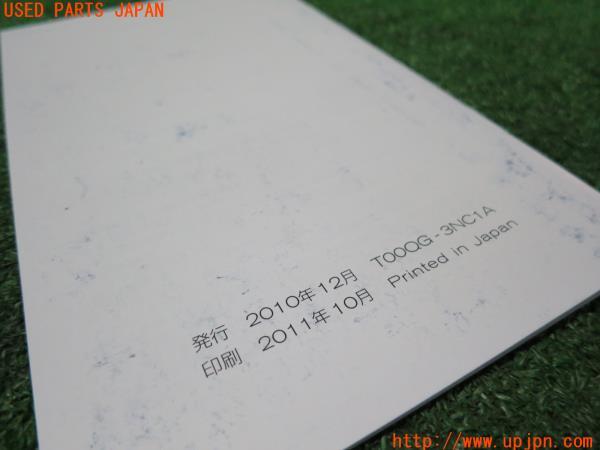 USED PARTS JAPAN
発行 2010年12月 T00QG-3NC1A
印刷 2011年10月 Printed in Japan
http://www.upjpn.com/